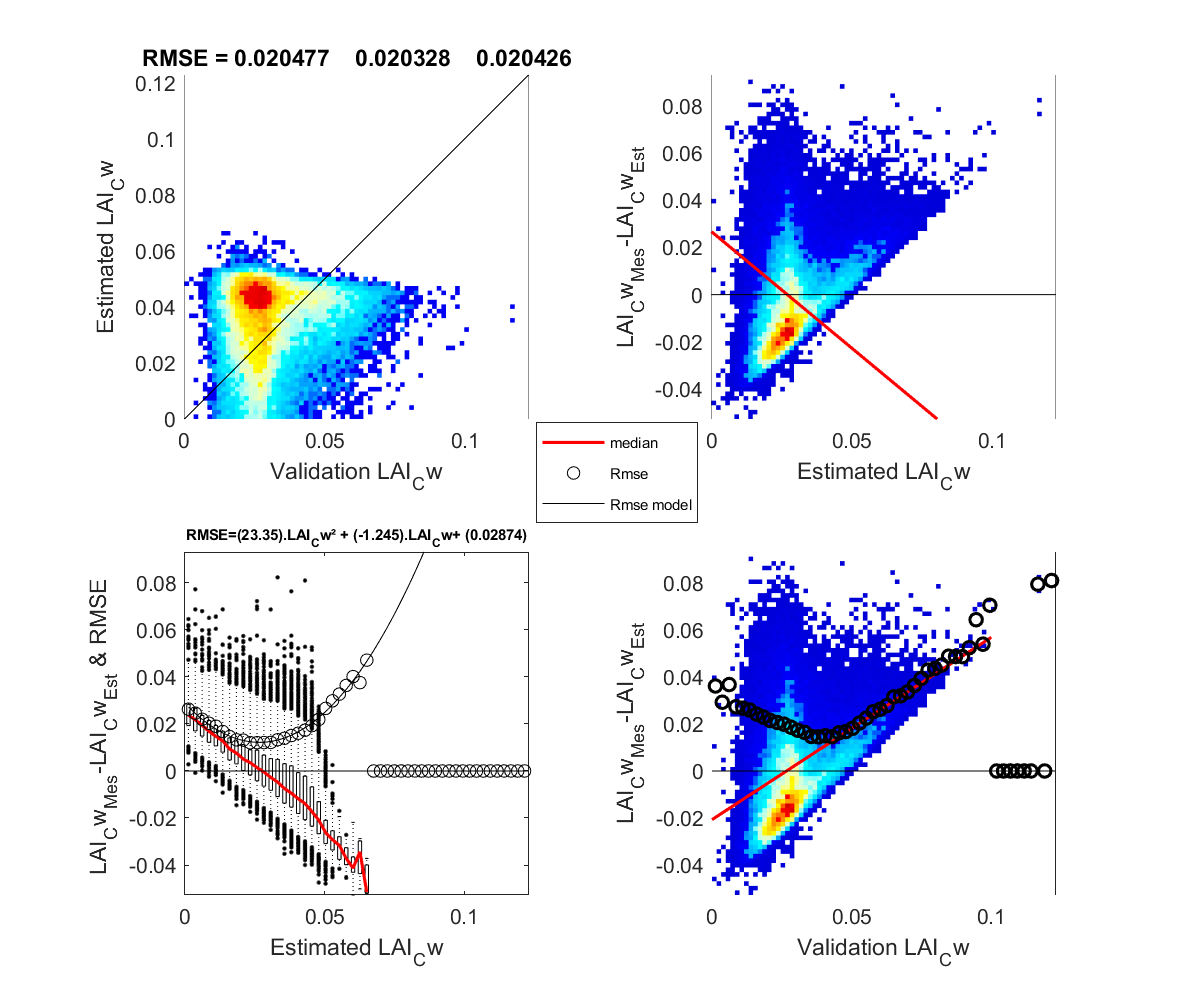 RMSE = 0.020477 0.020328 0.020426
0.12
0.1
0.08
0.06
0.04
0.02
0
0 0.05 0.1
Estimated LAI_Cw
Validation LAI_Cw
0.08
0.06
0.04
0.02
0
-0.02
-0.04
0 0.05 0.1
LAI_Cw_Mes-LAI_Cw_Est
Estimated LAI_Cw
median
Rmse
Rmse model
RMSE=(23.35).LAI_Cw² + (-1.245).LAI_Cw+ (0.02874)
0.08
0.06
0.04
0.02
0
-0.02
-0.04
0 0.05 0.1
LAI_Cw_Mes-LAI_Cw_Est & RMSE
Estimated LAI_Cw
0.08
0.06
0.04
0.02
0
-0.02
-0.04
0 0.05 0.1
LAI_Cw_Mes-LAI_Cw_Est
Validation LAI_Cw